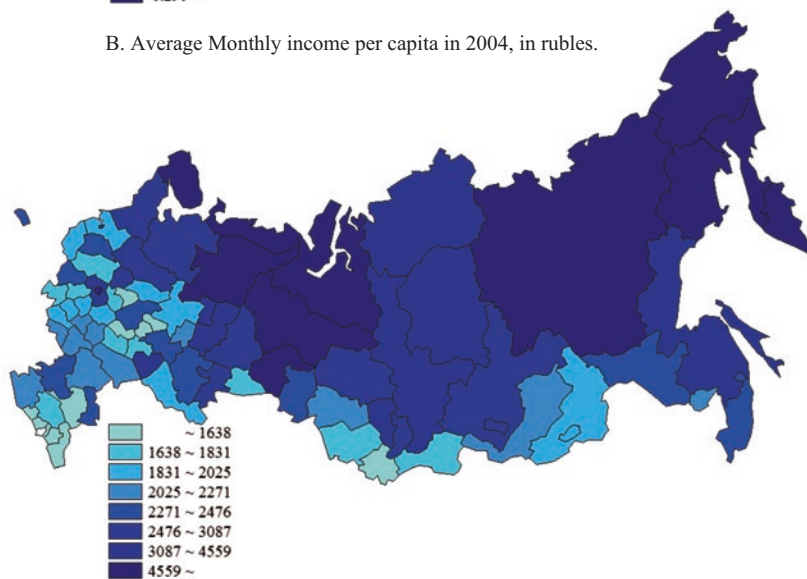 B. Average Monthly income per capita in 2004, in rubles.
~ 1638
1638 ~ 1831
1831 ~ 2025
2025 ~ 2271
2271 ~ 2476
2476 ~ 3087
3087 ~ 4559
4559 ~